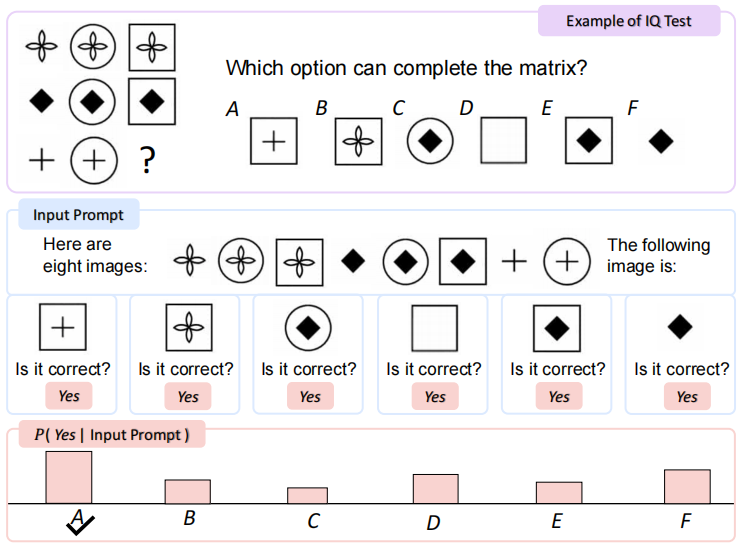 Example of IQ Test
?
Which option can complete the matrix?
A B C D E F
Input Prompt
Here are
eight images:
The following
image is:
Is it correct? Is it correct? Is it correct? Is it correct? Is it correct? Is it correct?
Yes Yes Yes Yes Yes Yes
P( Yes | Input Prompt )
A B C D E F